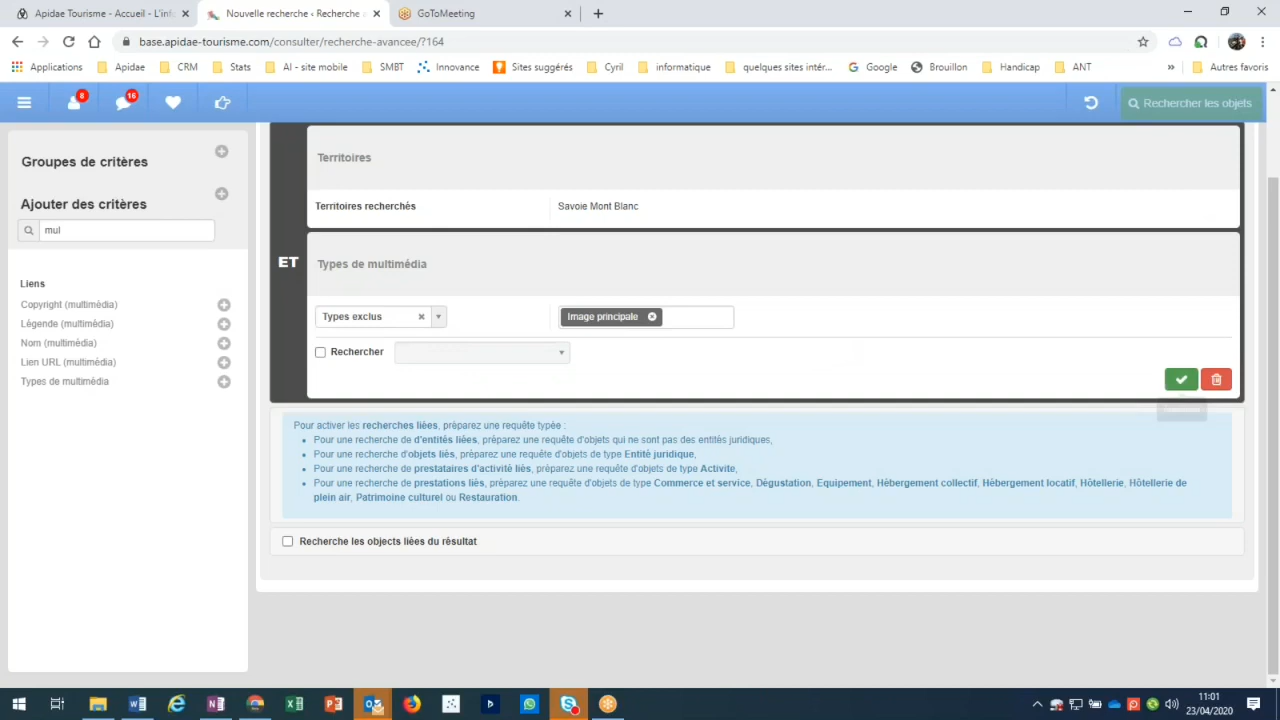 Apidae Tourisme - Accueil - L'inf
Nouvelle recherche ‹ Recherche
GoToMeeting
base.apidae-tourisme.com/consulter/recherche-avancee/?164
Applications
Apidae
CRM
Stats
AI - site mobile
SMBT
Innovance
Sites suggérés
Cyril
informatique
quelques sites intér...
Google
Brouillon
Handicap
ANT
»
Autres favoris
8
16
Rechercher les objets
Groupes de critères
Ajouter des critères
mul
Liens
Copyright (multimédia)
Légende (multimédia)
Nom (multimédia)
Lien URL (multimédia)
Types de multimédia
Territoires
Territoires recherchés
Savoie Mont Blanc
ET
Types de multimédia
Types exclus
Image principale
Rechercher
Pour activer les recherches liées, préparez une requête typée :
Pour une recherche de d'entités liées, préparez une requête d'objets qui ne sont pas des entités juridiques,
Pour une recherche d'objets liés, préparez une requête d'objets de type Entité juridique,
Pour une recherche de prestataires d'activité liés, préparez une requête d'objets de type Activite,
Pour une recherche de prestations liés, préparez une requête d'objets de type Commerce et service, Dégustation, Equipement, Hébergement collectif, Hébergement locatif, Hôtellerie, Hôtellerie de
plein air, Patrimoine culturel ou Restauration.
Recherche les objects liées du résultat
11:01
23/04/2020